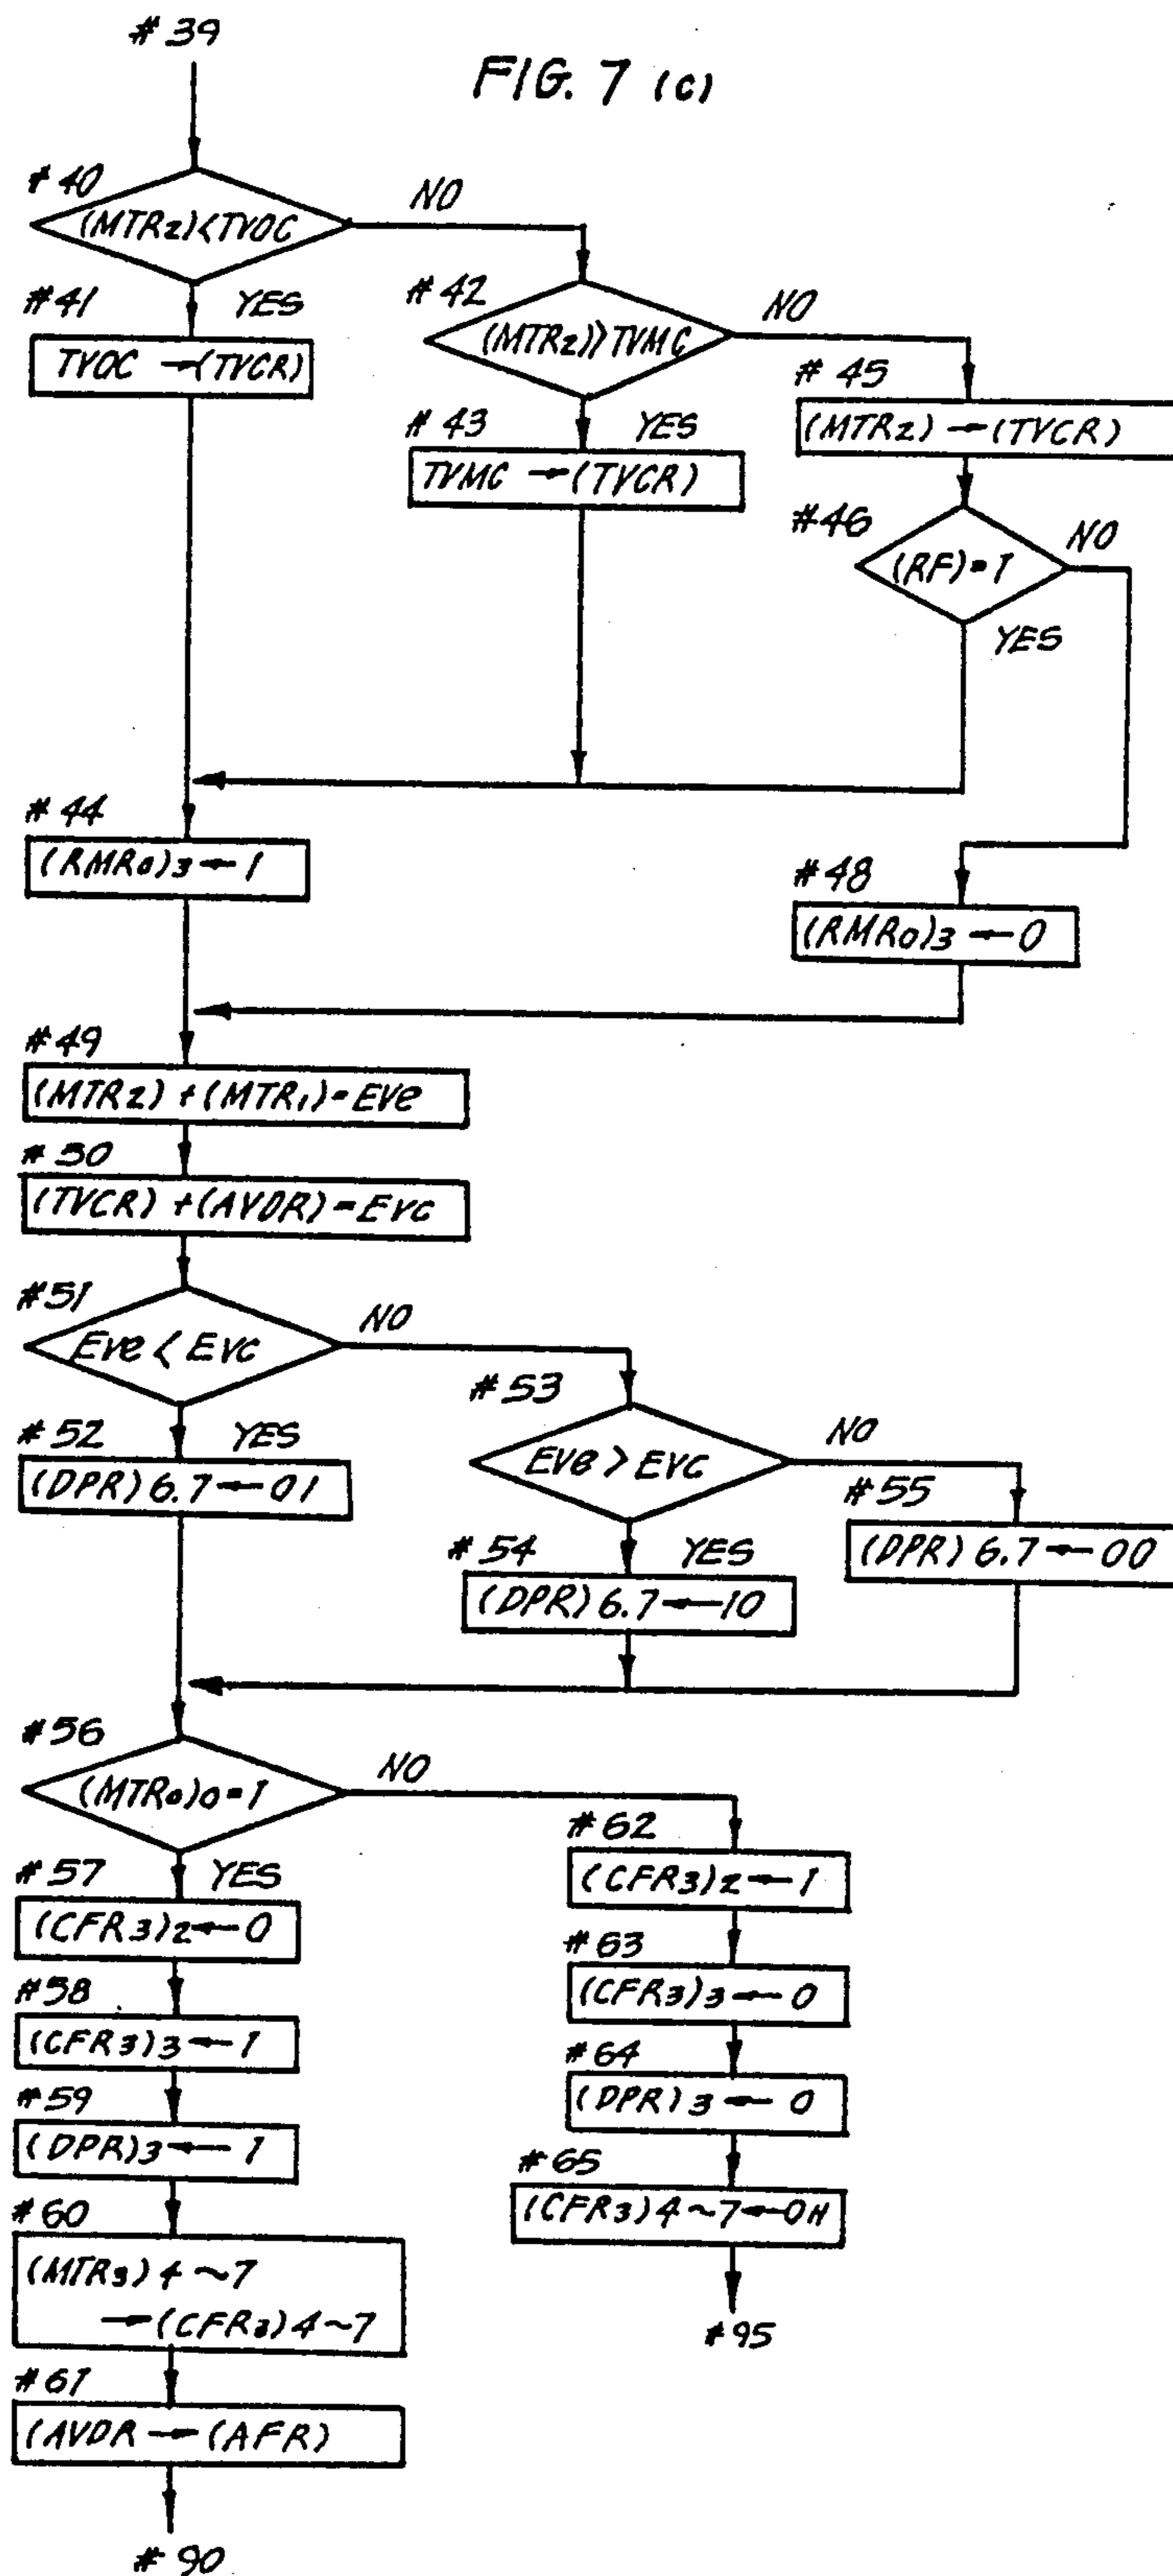 #39
FIG. 7 (c)
#40
(MTR2)<TVOC
NO
#41
YES
TVOC → (TVCR)
#42
(MTR2)>TVMC
NO
#43
YES
TVMC → (TVCR)
#45
(MTR2) → (TVCR)
#46
(RF)=1
NO
YES
#44
(RMR0)3 ← 1
#48
(RMR0)3 ← 0
#49
(MTR2) + (MTR1) = Eve
#50
(TVCR) + (AVDR) = Evc
#51
Eve < Evc
NO
#52
YES
(DPR) 6.7 ← 01
#53
Eve > Evc
NO
#54
YES
(DPR) 6.7 ← 10
#55
(DPR) 6.7 ← 00
#56
(MTR0)0=1
NO
#57
YES
(CFR3)2 ← 0
#58
(CFR3)3 ← 1
#59
(DPR)3 ← 1
#60
(MTR3) 4~7
→ (CFR3) 4~7
#61
(AVDR → (AFR)
#90
#62
(CFR3)2 ← 1
#63
(CFR3)3 ← 0
#64
(DPR)3 ← 0
#65
(CFR3) 4~7 ← 0H
#95